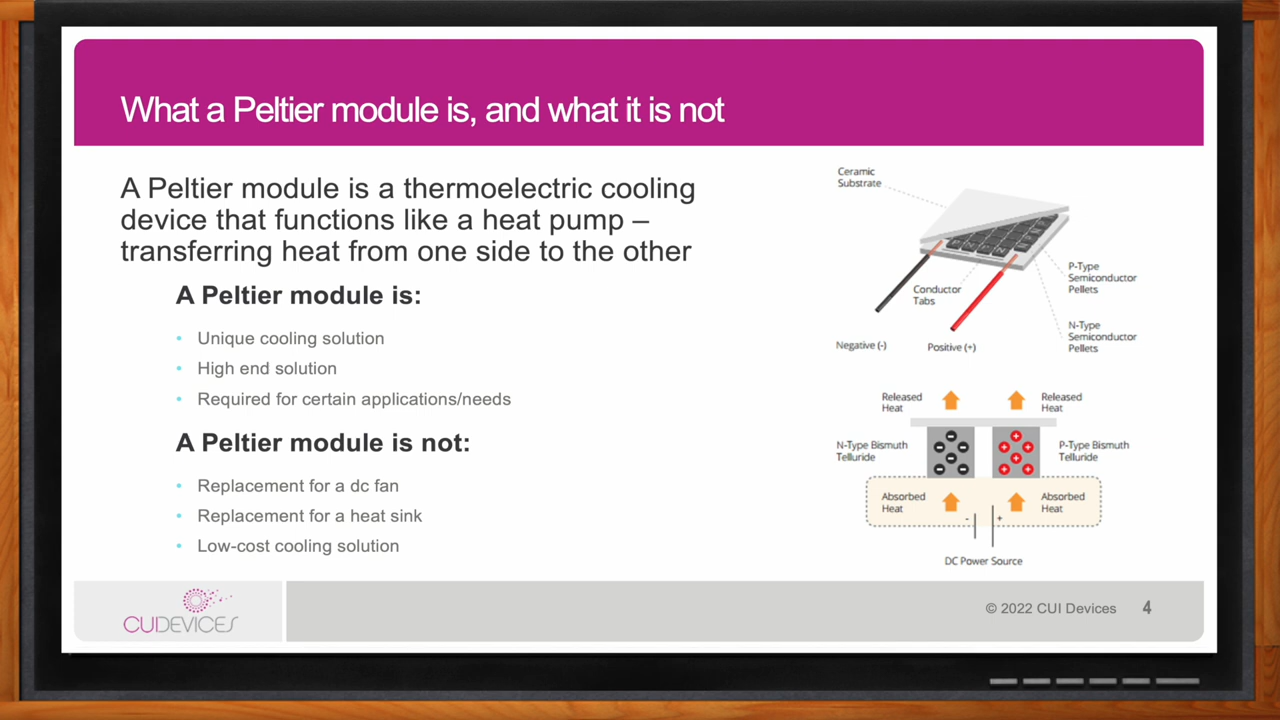 What a Peltier module is, and what it is not
A Peltier module is a thermoelectric cooling
device that functions like a heat pump –
transferring heat from one side to the other
A Peltier module is:
• Unique cooling solution
• High end solution
• Required for certain applications/needs
A Peltier module is not:
• Replacement for a dc fan
• Replacement for a heat sink
• Low-cost cooling solution
Ceramic
Substrate
Conductor
Tabs
P-Type
Semiconductor
Pellets
N-Type
Semiconductor
Pellets
Negative (-)
Positive (+)
Released
Heat
Released
Heat
N-Type Bismuth
Telluride
P-Type Bismuth
Telluride
Absorbed
Heat
Absorbed
Heat
- +
DC Power Source
CUIDEVICES
© 2022 CUI Devices 4